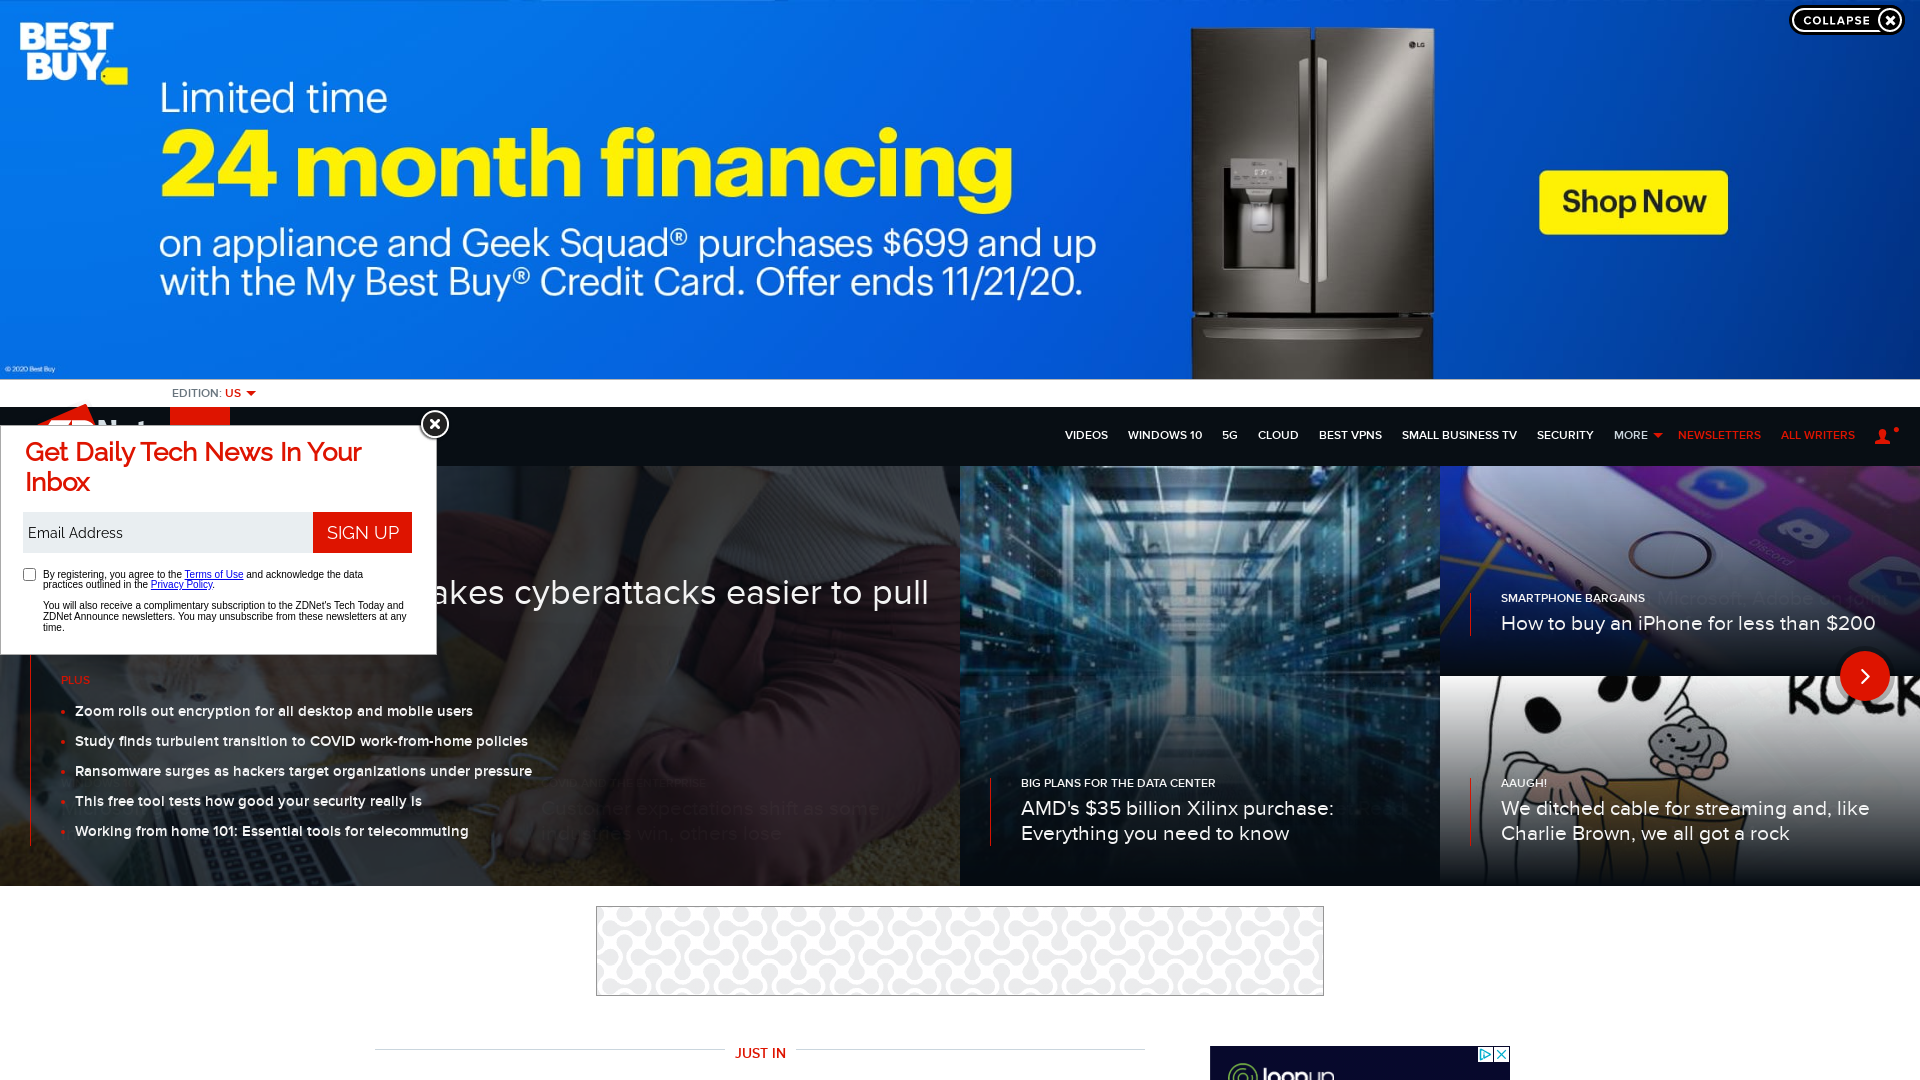 BEST
BUY
COLLAPSE
LG
Limited time
24 month financing
on appliance and Geek Squad® purchases $699 and up
with the My Best Buy® Credit Card. Offer ends 11/21/20.
Shop Now
© 2020 Best Buy
EDITION: US
VIDEOS WINDOWS 10 5G CLOUD BEST VPNS SMALL BUSINESS TV SECURITY MORE NEWSLETTERS ALL WRITERS
Get Daily Tech News In Your
Inbox
Email Address
SIGN UP
By registering, you agree to the Terms of Use and acknowledge the data
practices outlined in the Privacy Policy.
You will also receive a complimentary subscription to the ZDNet's Tech Today and
ZDNet Announce newsletters. You may unsubscribe from these newsletters at any
time.
akes cyberattacks easier to pull
PLUS
Zoom rolls out encryption for all desktop and mobile users
Study finds turbulent transition to COVID work-from-home policies
Ransomware surges as hackers target organizations under pressure
This free tool tests how good your security really is
Working from home 101: Essential tools for telecommuting
Customer expectations shift as some
BIG PLANS FOR THE DATA CENTER
AMD's $35 billion Xilinx purchase:
Everything you need to know
Discord
SMARTPHONE BARGAINS
How to buy an iPhone for less than $200
AAUGH!
We ditched cable for streaming and, like
Charlie Brown, we all got a rock
JUST IN
loopup